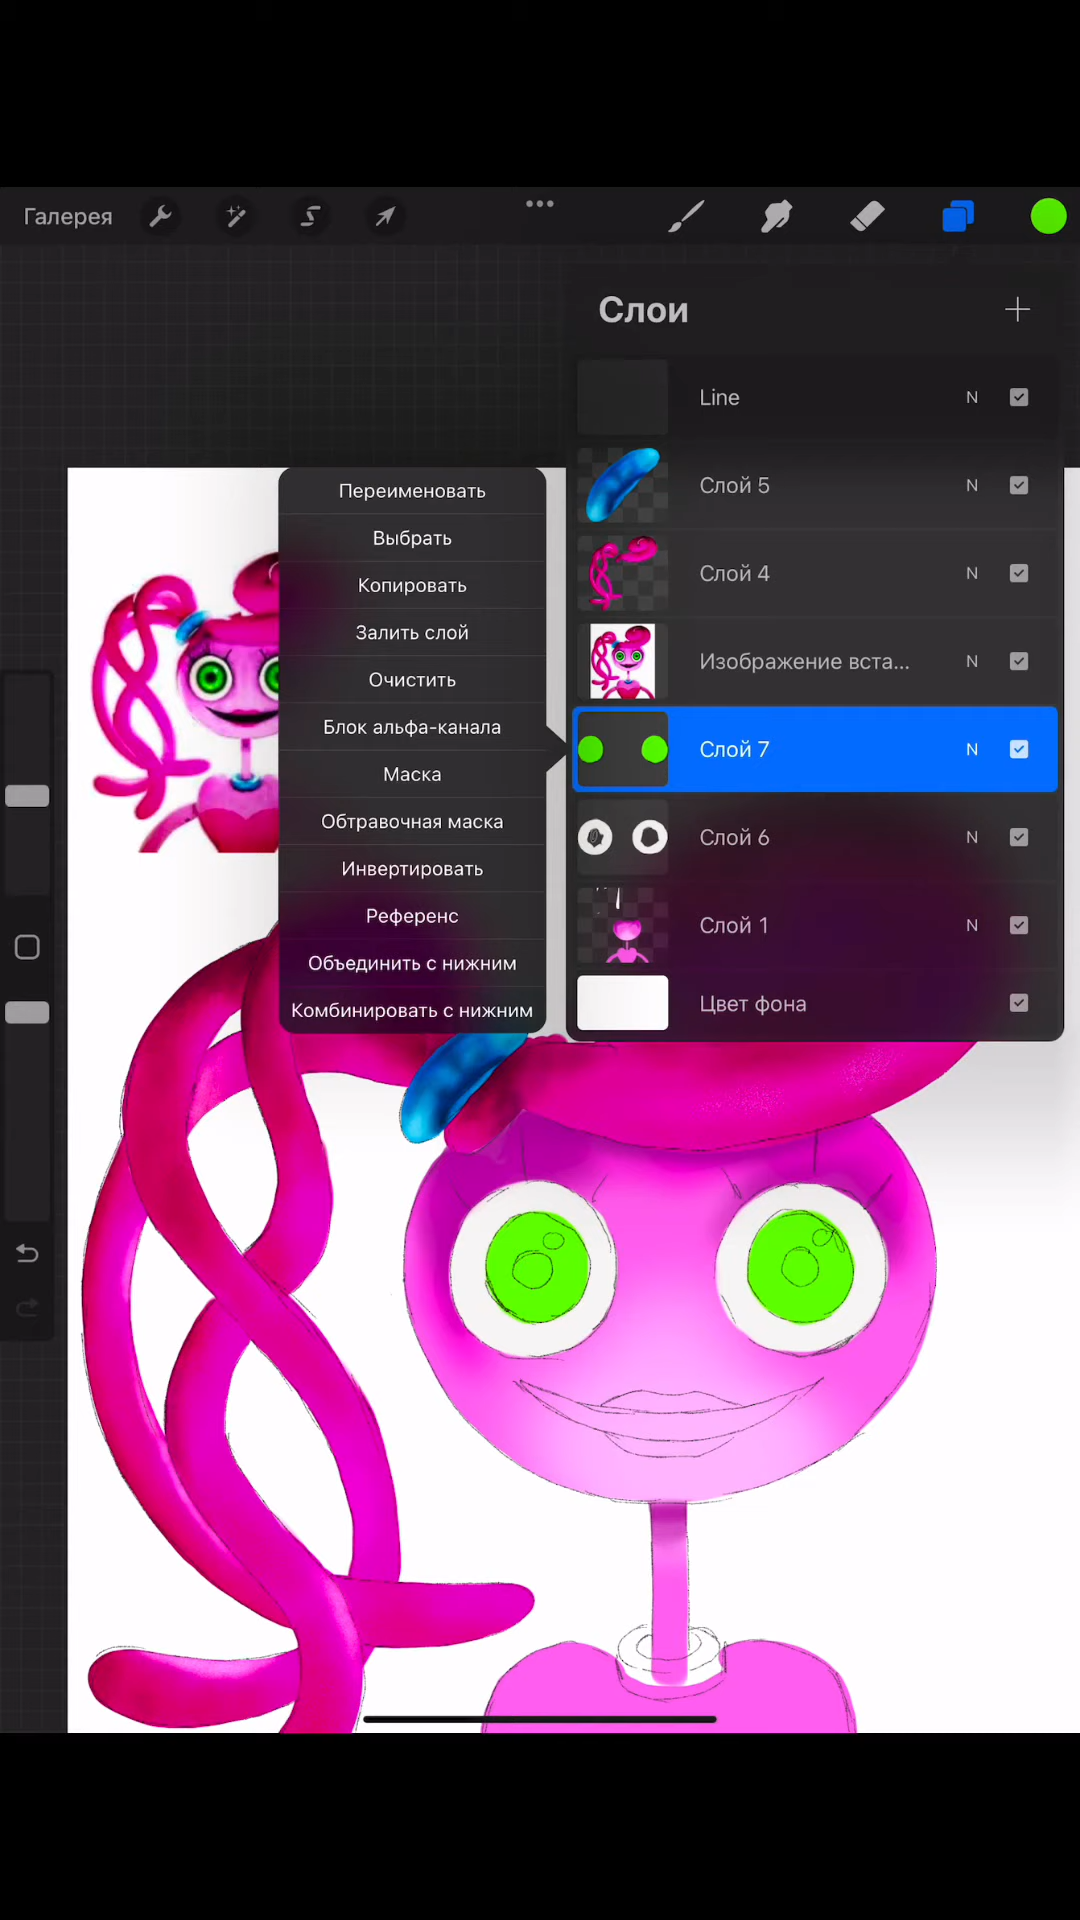 Галерея
Слои
Line N
Слой 5 N
Слой 4 N
Изображение вста... N
Слой 7 N
Слой 6 N
Слой 1 N
Цвет фона
Переименовать
Выбрать
Копировать
Залить слой
Очистить
Блок альфа-канала
Маска
Обтравочная маска
Инвертировать
Референс
Объединить с нижним
Комбинировать с нижним